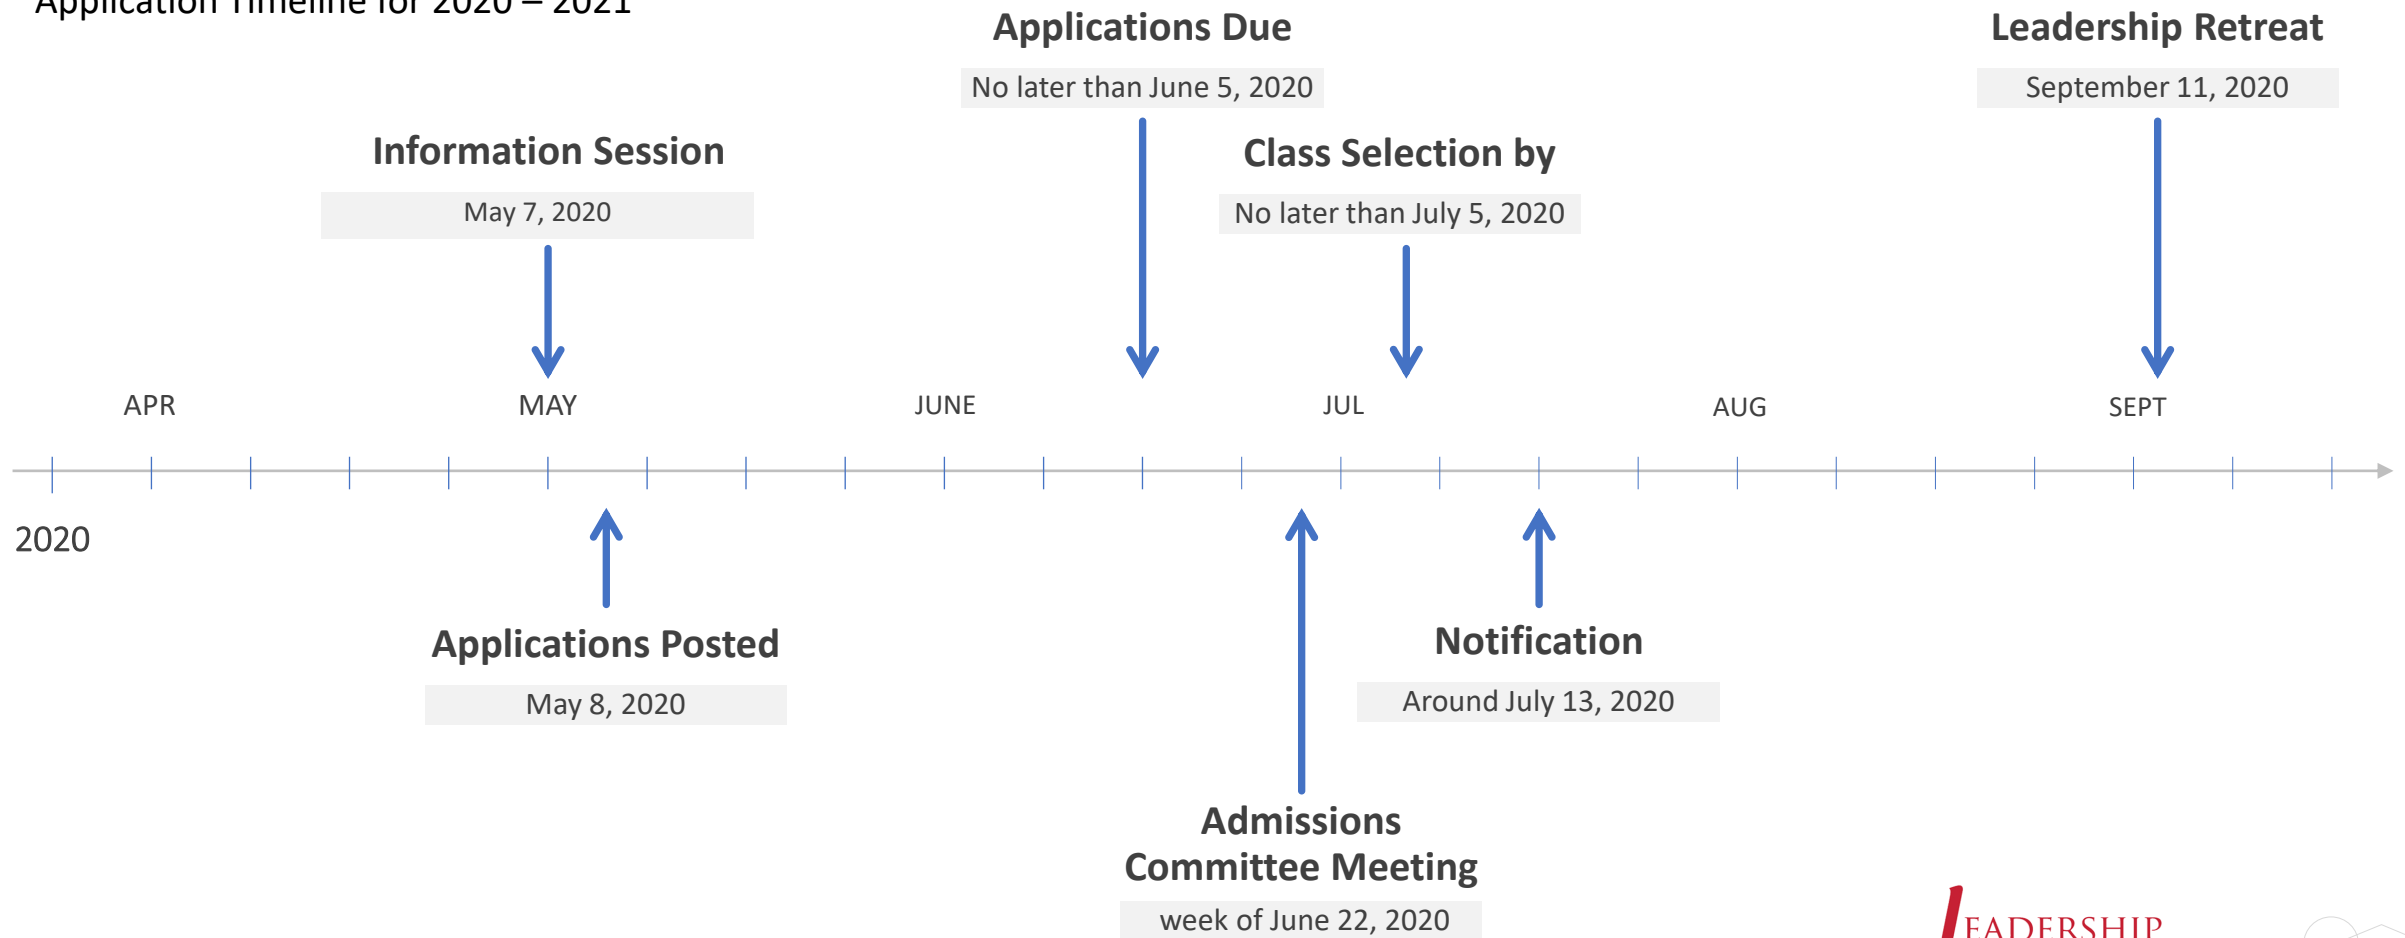 Application Timeline for 2020 – 2021
Applications Due
No later than June 5, 2020
Leadership Retreat
September 11, 2020
Information Session
May 7, 2020
Class Selection by
No later than July 5, 2020
APR
MAY
JUNE
JUL
AUG
SEPT
2020
Applications Posted
May 8, 2020
Notification
Around July 13, 2020
Admissions
Committee Meeting
week of June 22, 2020
LEADERSHIP